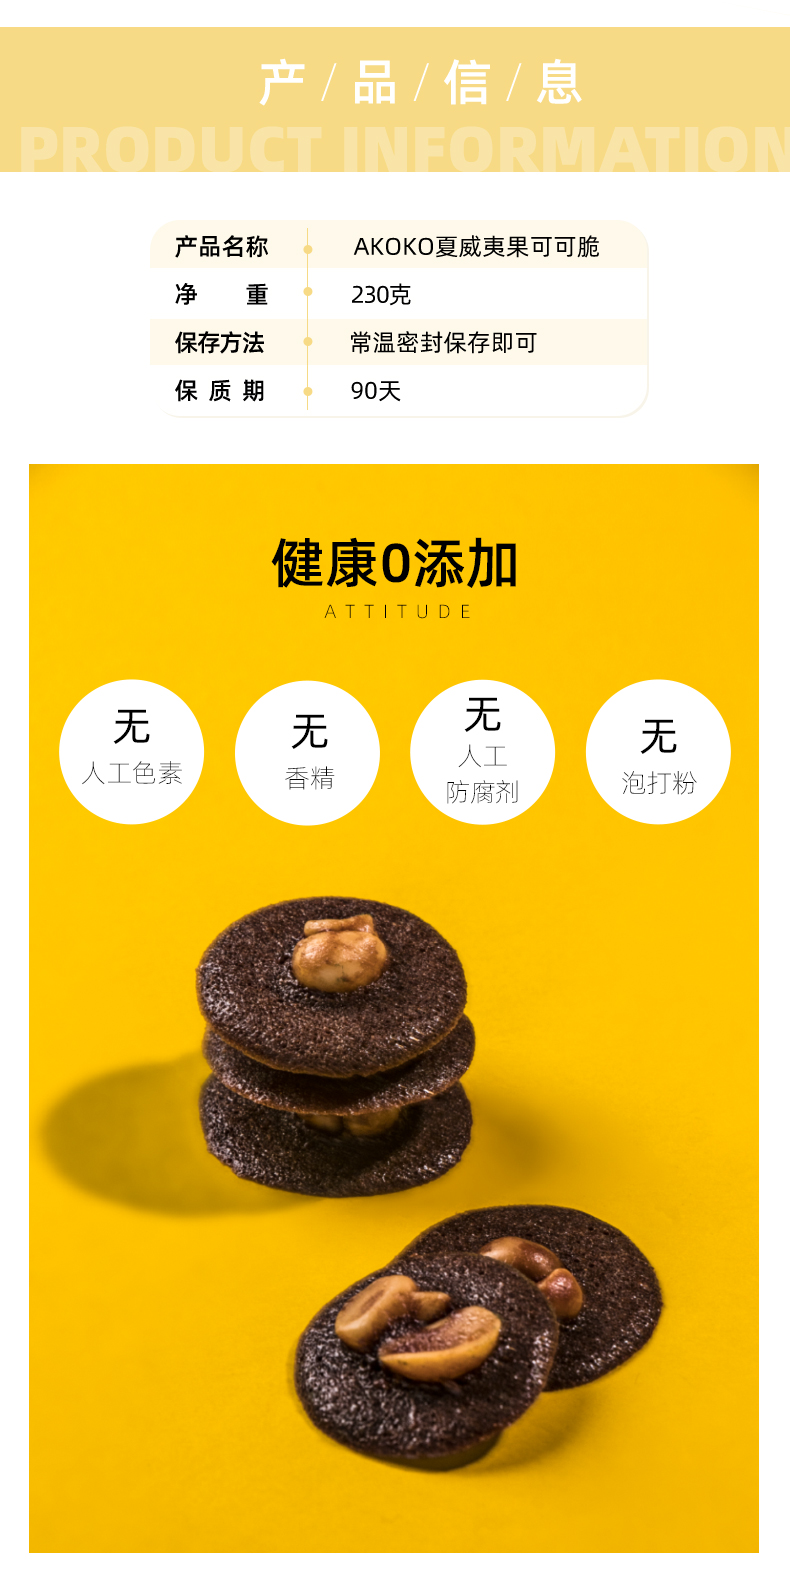 产/品/信/息
PRODUCT INFORMATION
产品名称 AKOKO夏威夷果可可脆
净 重 230克
保存方法 常温密封保存即可
保质期 90天
健康0添加
ATTITUDE
无
人工色素
无
香精
无
人工
防腐剂
无
泡打粉